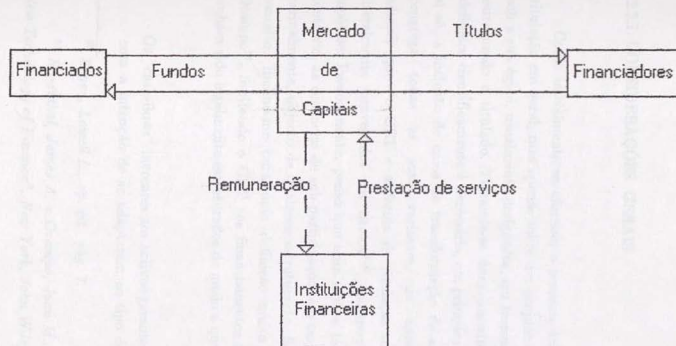 Mercado
de
Capitais
Títulos
Financiados
Fundos
Financiadores
Remuneração
Prestação de serviços
Instituições
Financeiras